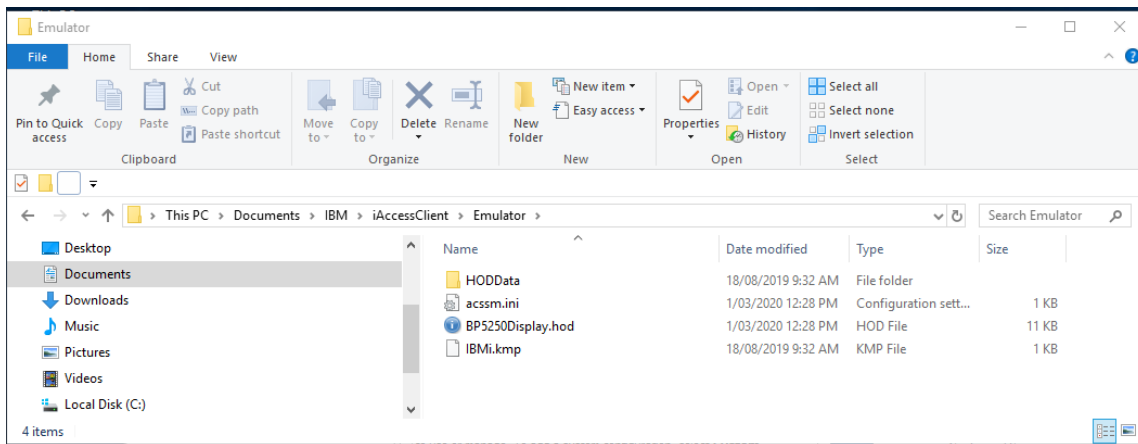 Emulator
File Home Share View
Pin to Quick access
Copy
Paste
Cut
Copy path
Paste shortcut
Clipboard
Move to
Copy to
Delete
Rename
Organize
New folder
New item
Easy access
New
Properties
Open
Edit
History
Open
Select all
Select none
Invert selection
Select
This PC > Documents > IBM > iAccessClient > Emulator >
Search Emulator
Desktop
Documents
Downloads
Music
Pictures
Videos
Local Disk (C:)
Name Date modified Type Size
HODData 18/08/2019 9:32 AM File folder
acssm.ini 1/03/2020 12:28 PM Configuration sett... 1 KB
BP5250Display.hod 1/03/2020 12:28 PM HOD File 11 KB
IBMi.kmp 18/08/2019 9:32 AM KMP File 1 KB
4 items